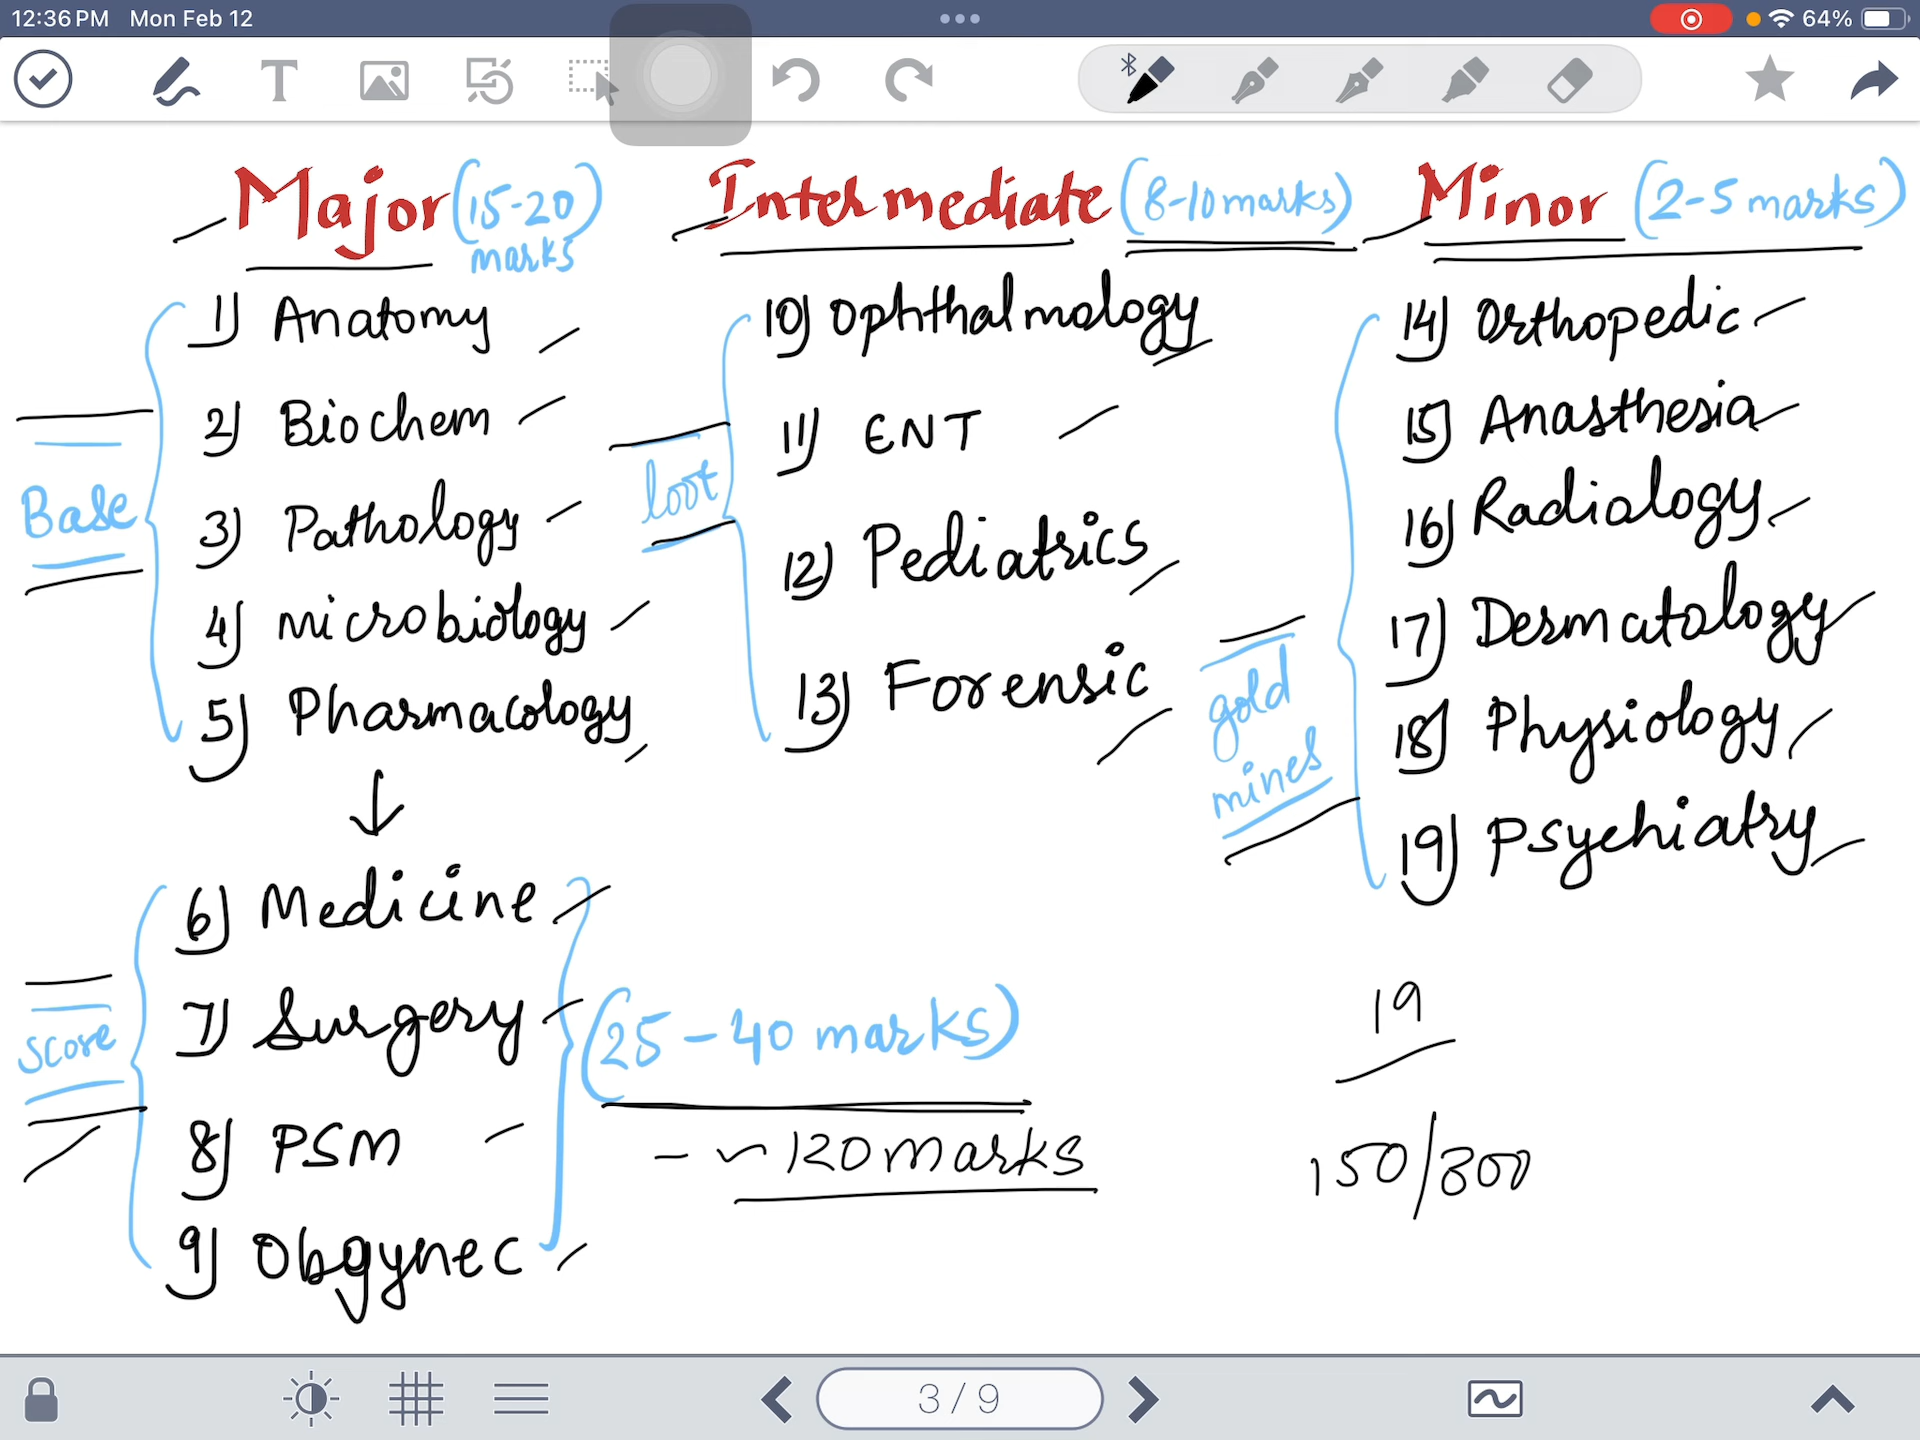 12:36 PM Mon Feb 12
64%
T
Major (15-20 marks)
1) Anatomy
2) Biochem
3) Pathology
4) microbiology
5) Pharmacology
Base
6) Medicine
7) Surgery
8) PSM
9) Obgynec
score
(25-40 marks)
- ~ 120 marks
Intermediate (8-10 marks)
10) Ophthalmology
11) ENT
12) Pediatrics
13) Forensic
loot
Minor (2-5 marks)
14) Orthopedic
15) Anasthesia
16) Radiology
17) Dermatology
18) Physiology
19) Psychiatry
gold
mines
19
150/300
3 / 9